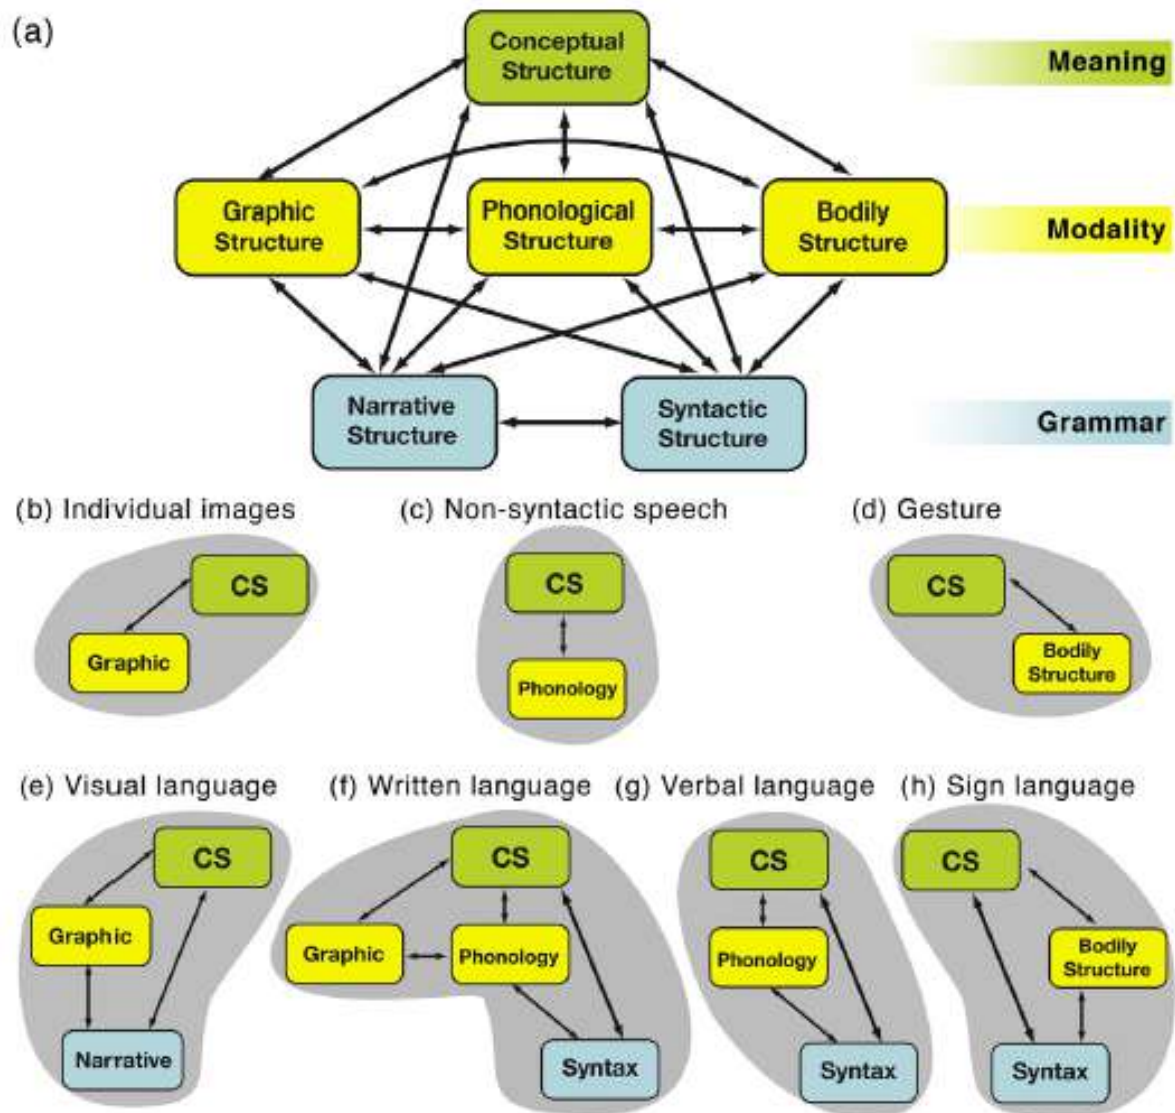 (a)
Conceptual
Structure
Meaning
Graphic
Structure
Phonological
Structure
Bodily
Structure
Modality
Narrative
Structure
Syntactic
Structure
Grammar
(b) Individual images
(c) Non-syntactic speech
(d) Gesture
CS
Graphic
CS
Phonology
CS
Bodily
Structure
(e) Visual language
(f) Written language
(g) Verbal language
(h) Sign language
CS
Graphic
Narrative
CS
Graphic
Phonology
Syntax
CS
Phonology
Syntax
CS
Bodily
Structure
Syntax